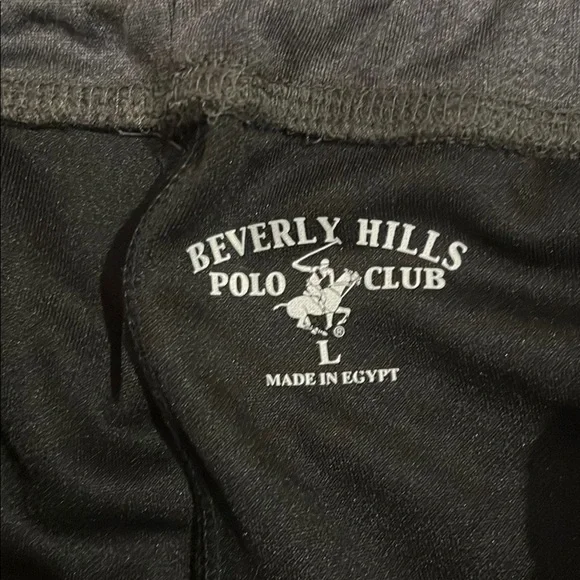 BEVERLY HILLS
POLO CLUB
®
L
MADE IN EGYPT